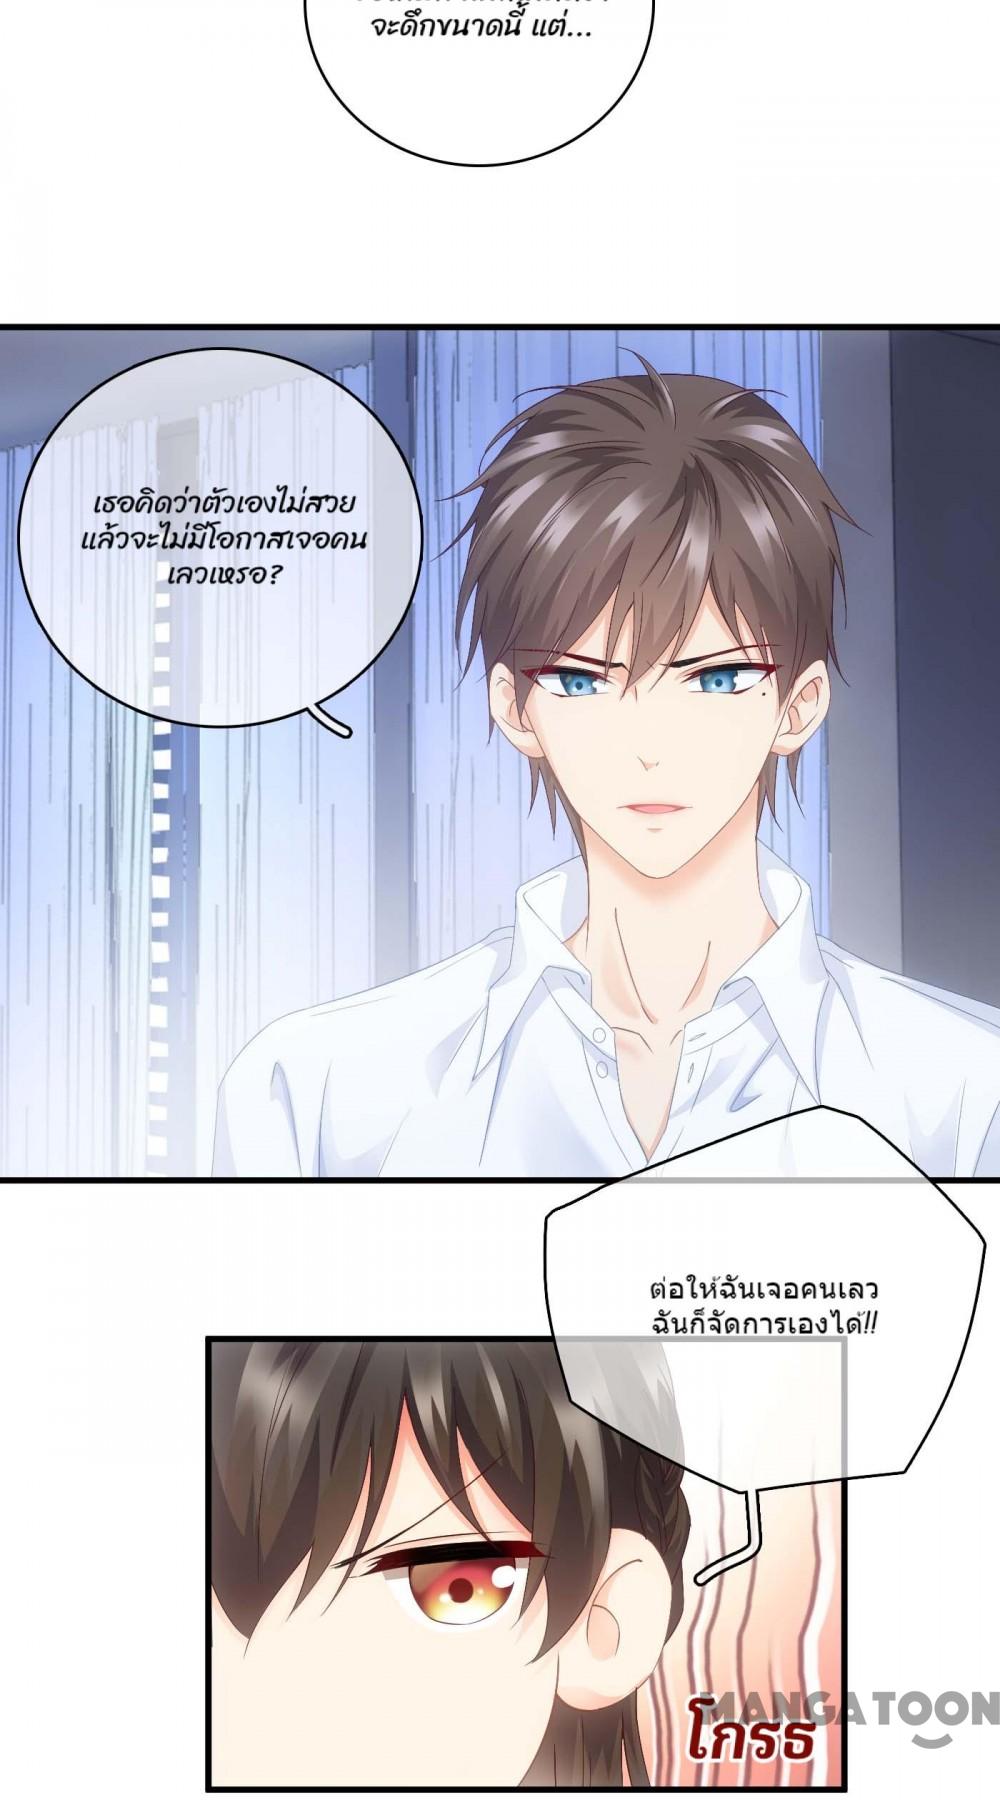 จะดึกขนาดนี้ แต่...
เธอคิดว่าตัวเองไม่สวย
แล้วจะไม่มีโอกาสเจอคน
เลวเหรอ?
ต่อให้ฉันเจอคนเลว
ฉันก็จัดการเองได้!!
MANGATOON
โกรธ